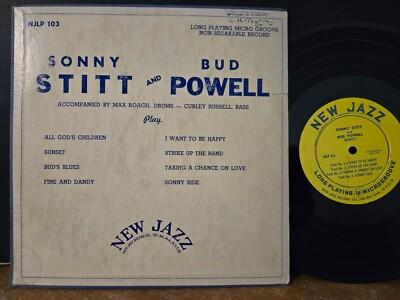 NJLP 103
LONG PLAYING MICRO GROOVE
NON BREAKABLE RECORD
SONNY BUD
STITT AND POWELL
ACCOMPANIED BY MAX ROACH, DRUMS — CURLEY RUSSELL, BASS
Play
ALL GOD'S CHILDREN
SUNSET
BUD'S BLUES
FINE AND DANDY
I WANT TO BE HAPPY
STRIKE UP THE BAND
TAKING A CHANCE ON LOVE
SONNY SIDE
NEW JAZZ
NEW JAZZ
SONNY STITT
BUD POWELL
LONG PLAYING MICROGROOVE